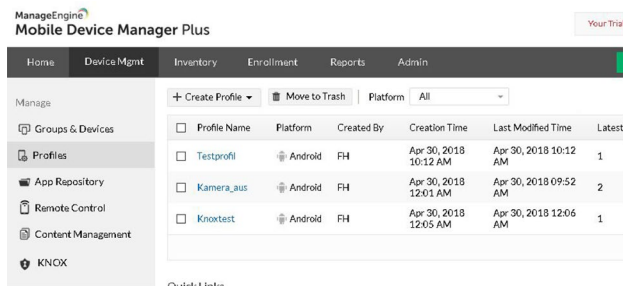 ManageEngine
Mobile Device Manager Plus
Your Trial
Home Device Mgmt Inventory Enrollment Reports Admin
Manage
Groups & Devices
Profiles
App Repository
Remote Control
Content Management
KNOX
+ Create Profile Move to Trash Platform All
Profile Name Platform Created By Creation Time Last Modified Time Latest
Testprofil Android FH Apr 30, 2018 10:12 AM Apr 30, 2018 10:12 AM 1
Kamera_aus Android FH Apr 30, 2018 12:01 AM Apr 30, 2018 09:52 AM 2
Knoxtest Android FH Apr 30, 2018 12:05 AM Apr 30, 2018 12:06 AM 1
Quick Links